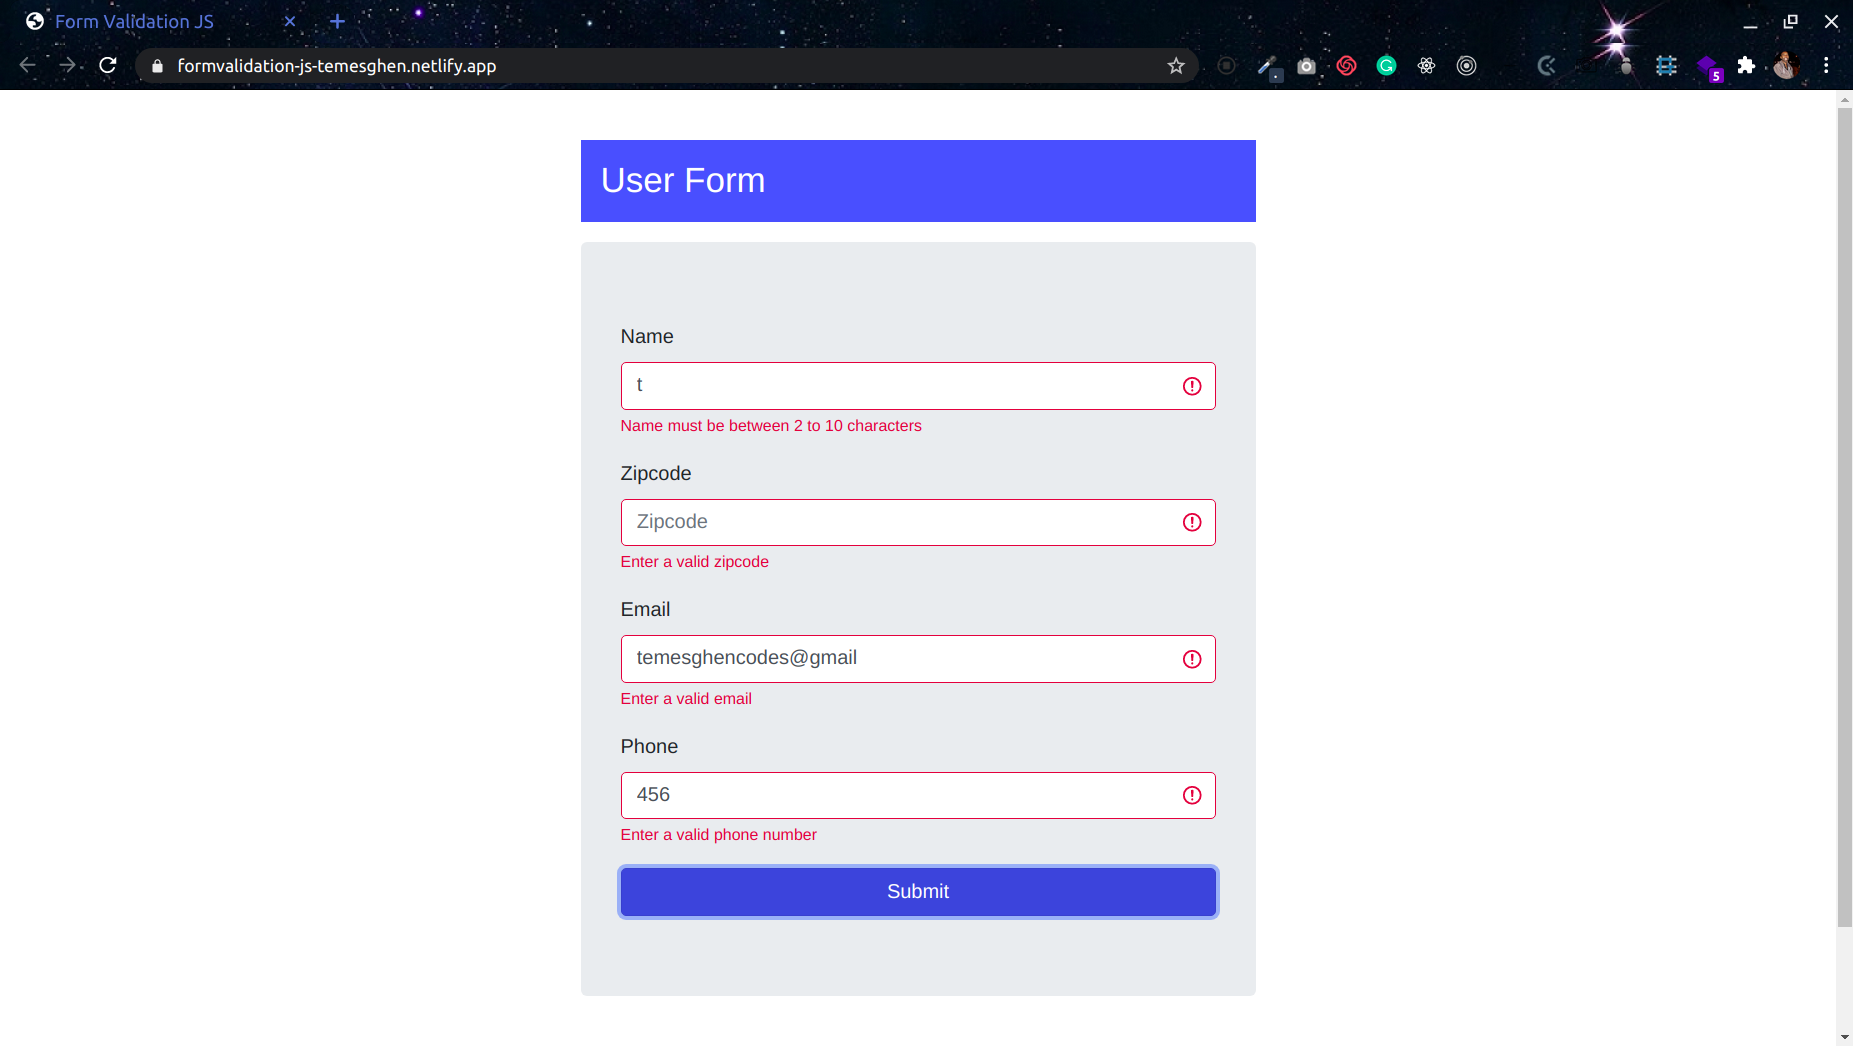 Form Validation JS
formvalidation-js-temesghen.netlify.app
5
User Form
Name
t
Name must be between 2 to 10 characters
Zipcode
Zipcode
Enter a valid zipcode
Email
temesghencodes@gmail
Enter a valid email
Phone
456
Enter a valid phone number
Submit